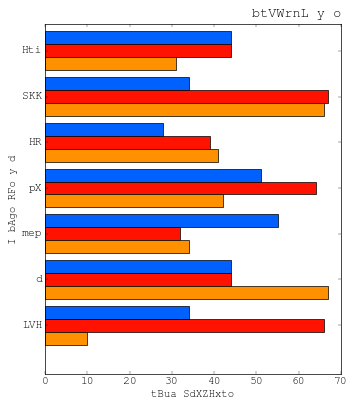 btVWrnL y o
Hti
SKK
HR
pX
mep
d
LVH
I bAgo RFo y d
0 10 20 30 40 50 60 70
tBua SdXZHxto